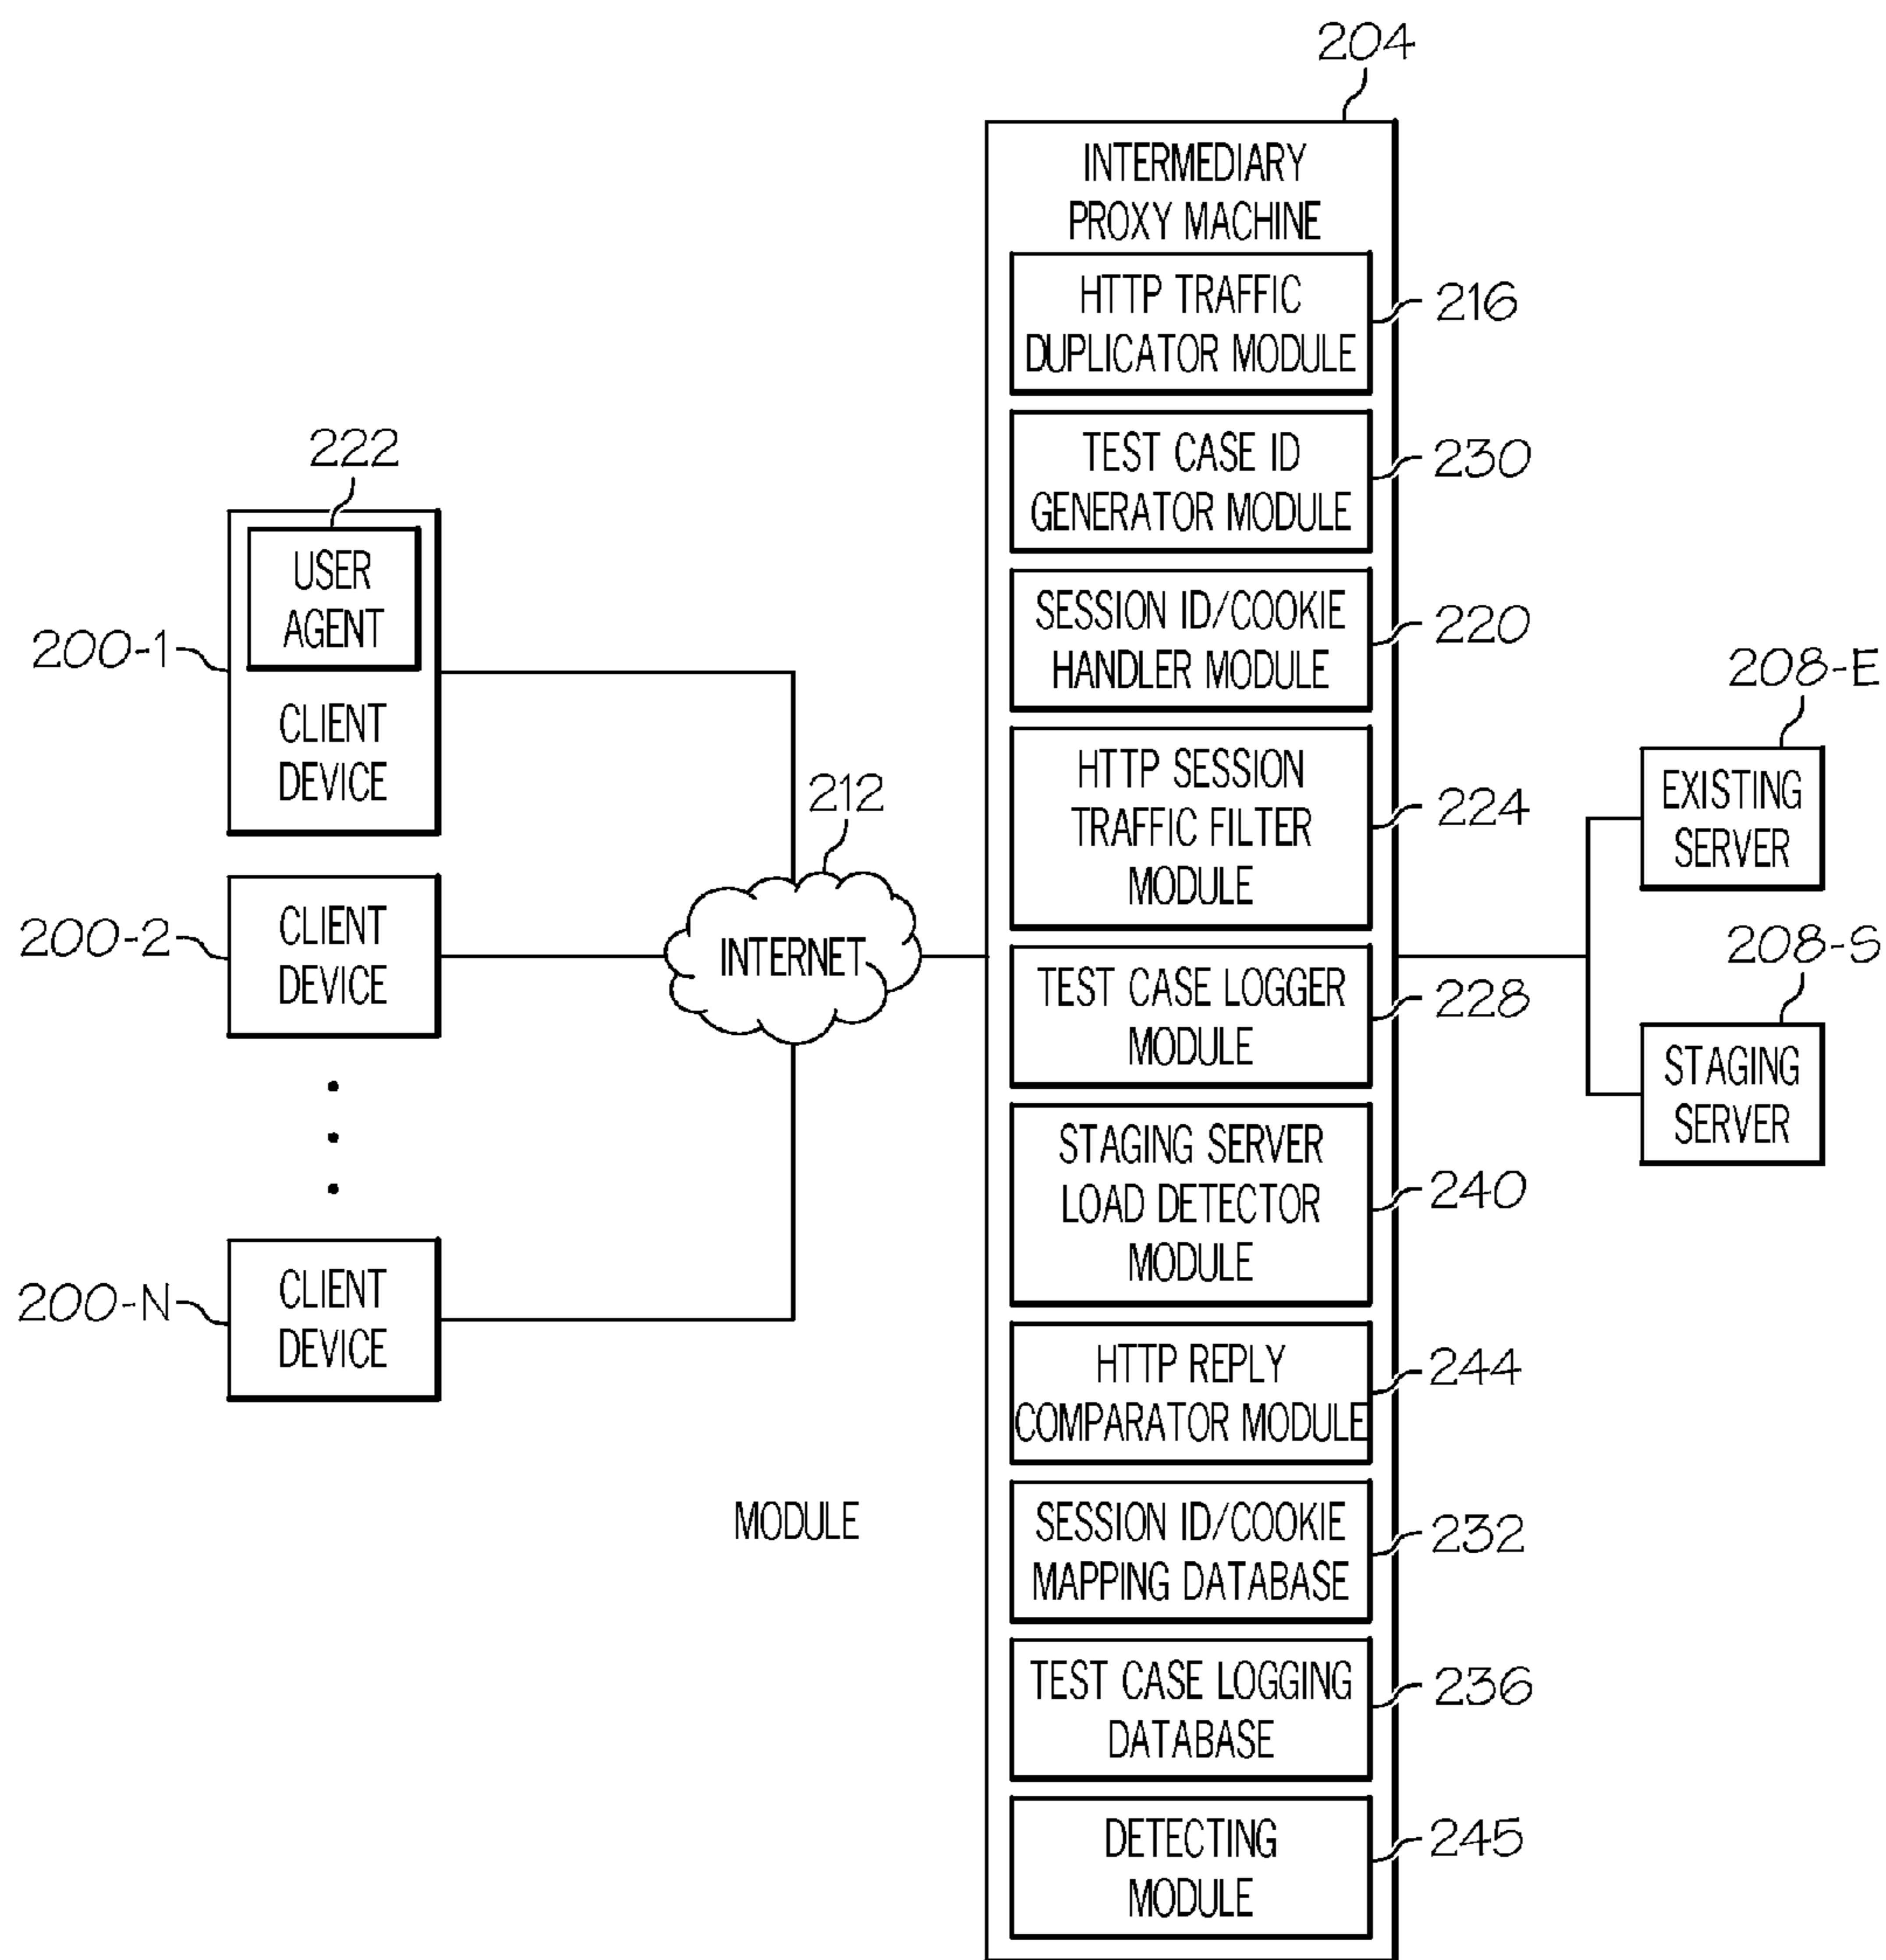 204
INTERMEDIARY
PROXY MACHINE
HTTP TRAFFIC
DUPLICATOR MODULE
216
TEST CASE ID
GENERATOR MODULE
230
SESSION ID/COOKIE
HANDLER MODULE
220
HTTP SESSION
TRAFFIC FILTER
MODULE
224
TEST CASE LOGGER
MODULE
228
STAGING SERVER
LOAD DETECTOR
MODULE
240
HTTP REPLY
COMPARATOR MODULE
244
SESSION ID/COOKIE
MAPPING DATABASE
232
TEST CASE LOGGING
DATABASE
236
DETECTING
MODULE
245
222
USER
AGENT
200-1
CLIENT
DEVICE
200-2
CLIENT
DEVICE
200-N
CLIENT
DEVICE
212
INTERNET
MODULE
208-E
EXISTING
SERVER
208-S
STAGING
SERVER